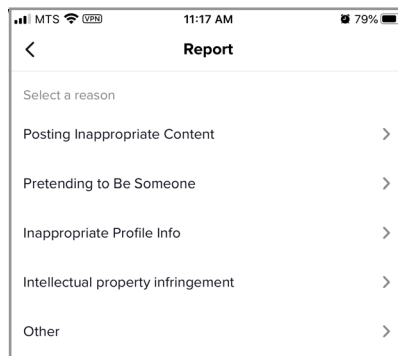 MTS VPN 11:17 AM 79%
Report
Select a reason
Posting Inappropriate Content
Pretending to Be Someone
Inappropriate Profile Info
Intellectual property infringement
Other